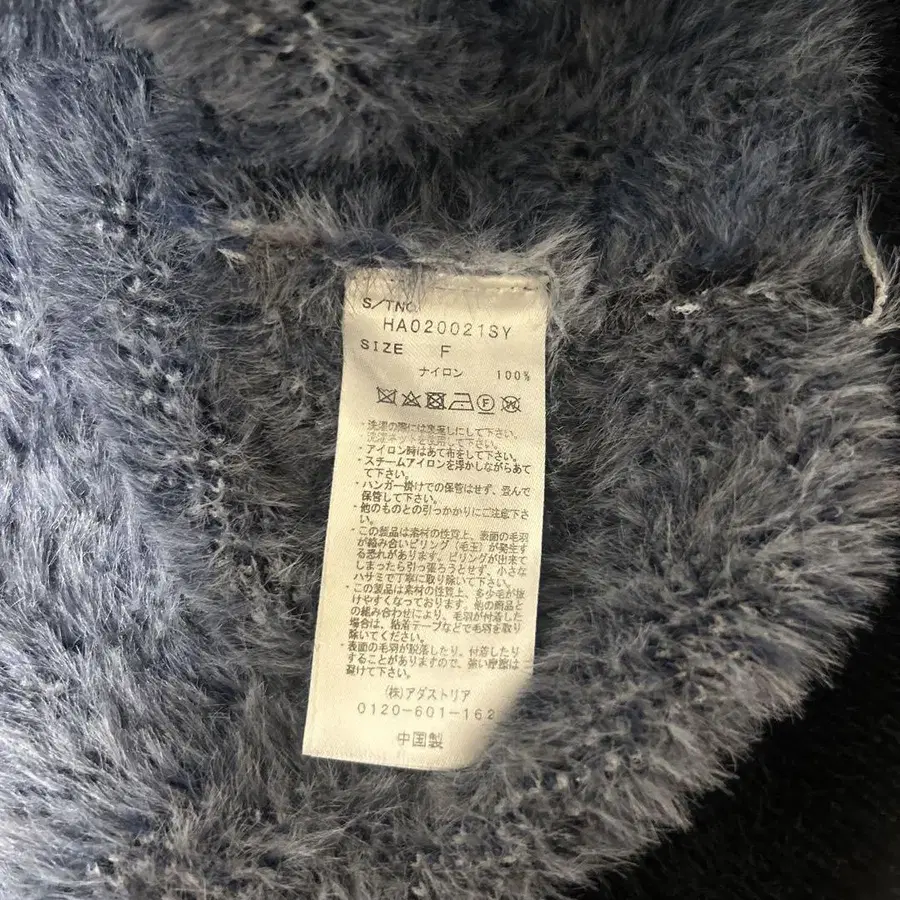 S/TNO.
HA020021SY
SIZE F
ナイロン 100%
・洗濯の際には裏返しにして下さい。
・洗濯ネットを使用して下さい。
・アイロン時はあて布をして下さい。
・スチームアイロンを浮かしながらあて
て下さい。
・ハンガー掛けでの保管はせず、畳んで
保管して下さい。
・他のものとの引っかかりにご注意下さ
い。
・この製品は素材の性質上、表面の毛羽
が絡み合いピリング（毛玉）が発生す
る恐れがあります。ピリングが出来て
しまったら引っ張ろうとせず、小さな
ハサミで丁寧に取り除いて下さい。
・この製品は素材の性質上、多少毛が抜
けやすくなっております。他の商品と
の組み合わせにより、毛羽が付着した
場合は、粘着テープなどで毛羽を取り
除いてください。
・表面の毛羽が脱落したり、付着したり
することがありますので、強い摩擦は
避けて下さい。
(株)アダストリア
0120-601-162
中国製